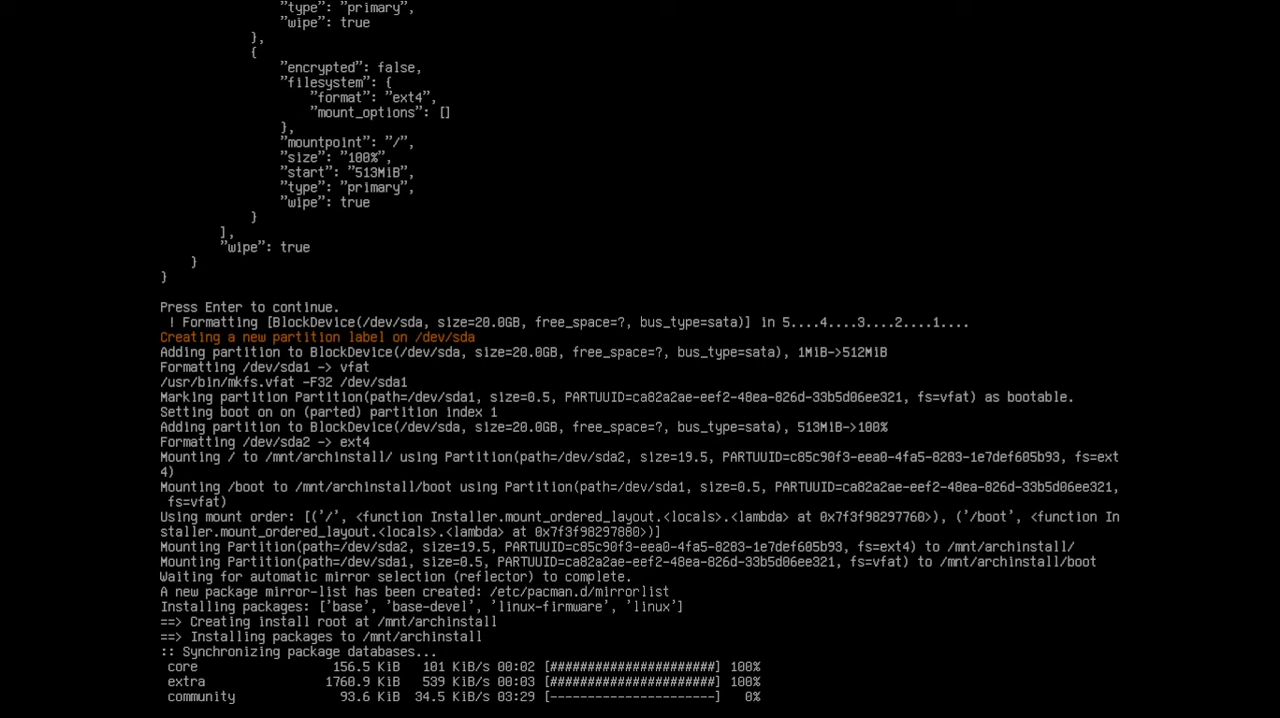 "type": "primary",
"wipe": true
},
{
"encrypted": false,
"filesystem": {
"format": "ext4",
"mount_options": []
},
"mountpoint": "/",
"size": "100%",
"start": "513MiB",
"type": "primary",
"wipe": true
}
],
"wipe": true
}
}
Press Enter to continue.
! Formatting [BlockDevice(/dev/sda, size=20.0GB, free_space=?, bus_type=sata)] in 5....4....3....2....1....
Creating a new partition label on /dev/sda
Adding partition to BlockDevice(/dev/sda, size=20.0GB, free_space=?, bus_type=sata), 1MiB->512MiB
Formatting /dev/sda1 -> vfat
/usr/bin/mkfs.vfat -F32 /dev/sda1
Marking partition Partition(path=/dev/sda1, size=0.5, PARTUUID=ca82a2ae-eef2-48ea-826d-33b5d06ee321, fs=vfat) as bootable.
Setting boot on on (parted) partition index 1
Adding partition to BlockDevice(/dev/sda, size=20.0GB, free_space=?, bus_type=sata), 513MiB->100%
Formatting /dev/sda2 -> ext4
Mounting / to /mnt/archinstall/ using Partition(path=/dev/sda2, size=19.5, PARTUUID=c85c90f3-eea0-4fa5-8283-1e7def605b93, fs=ext
4)
Mounting /boot to /mnt/archinstall/boot using Partition(path=/dev/sda1, size=0.5, PARTUUID=ca82a2ae-eef2-48ea-826d-33b5d06ee321,
fs=vfat)
Using mount order: [('/', <function Installer.mount_ordered_layout.<locals>.<lambda> at 0x7f3f98297760>), ('/boot', <function In
staller.mount_ordered_layout.<locals>.<lambda> at 0x7f3f98297880>)]
Mounting Partition(path=/dev/sda2, size=19.5, PARTUUID=c85c90f3-eea0-4fa5-8283-1e7def605b93, fs=ext4) to /mnt/archinstall/
Mounting Partition(path=/dev/sda1, size=0.5, PARTUUID=ca82a2ae-eef2-48ea-826d-33b5d06ee321, fs=vfat) to /mnt/archinstall/boot
Waiting for automatic mirror selection (reflector) to complete.
A new package mirror-list has been created: /etc/pacman.d/mirrorlist
Installing packages: ['base', 'base-devel', 'linux-firmware', 'linux']
==> Creating install root at /mnt/archinstall
==> Installing packages to /mnt/archinstall
:: Synchronizing package databases...
core 156.5 KiB 101 KiB/s 00:02 [######################] 100%
extra 1760.9 KiB 539 KiB/s 00:03 [######################] 100%
community 93.6 KiB 34.5 KiB/s 03:29 [----------------------] 0%